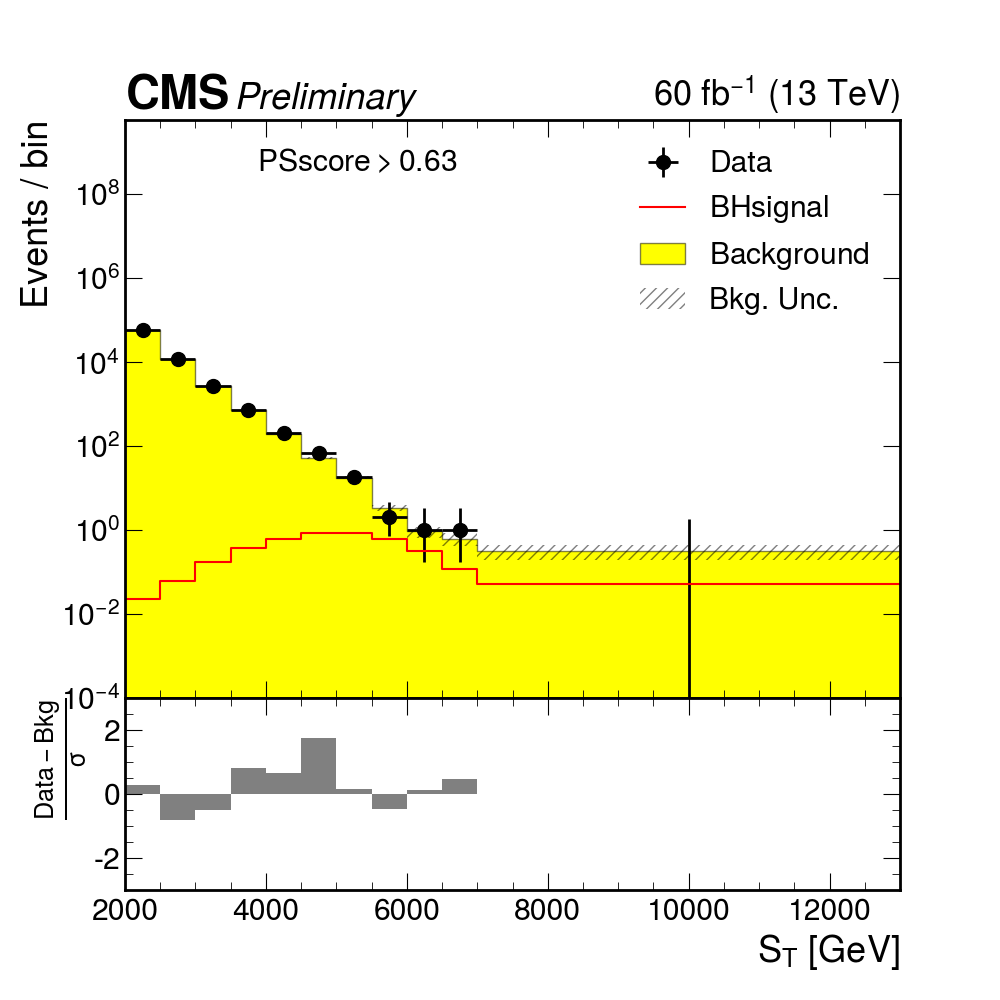 CMS Preliminary 60 fb⁻¹ (13 TeV)
Events / bin
PSscore > 0.63
Data
BHsignal
Background
Bkg. Unc.
10⁸
10⁶
10⁴
10²
10⁰
10⁻²
10⁻⁴
Data – Bkg
σ
2
0
-2
2000 4000 6000 8000 10000 12000
S_T [GeV]